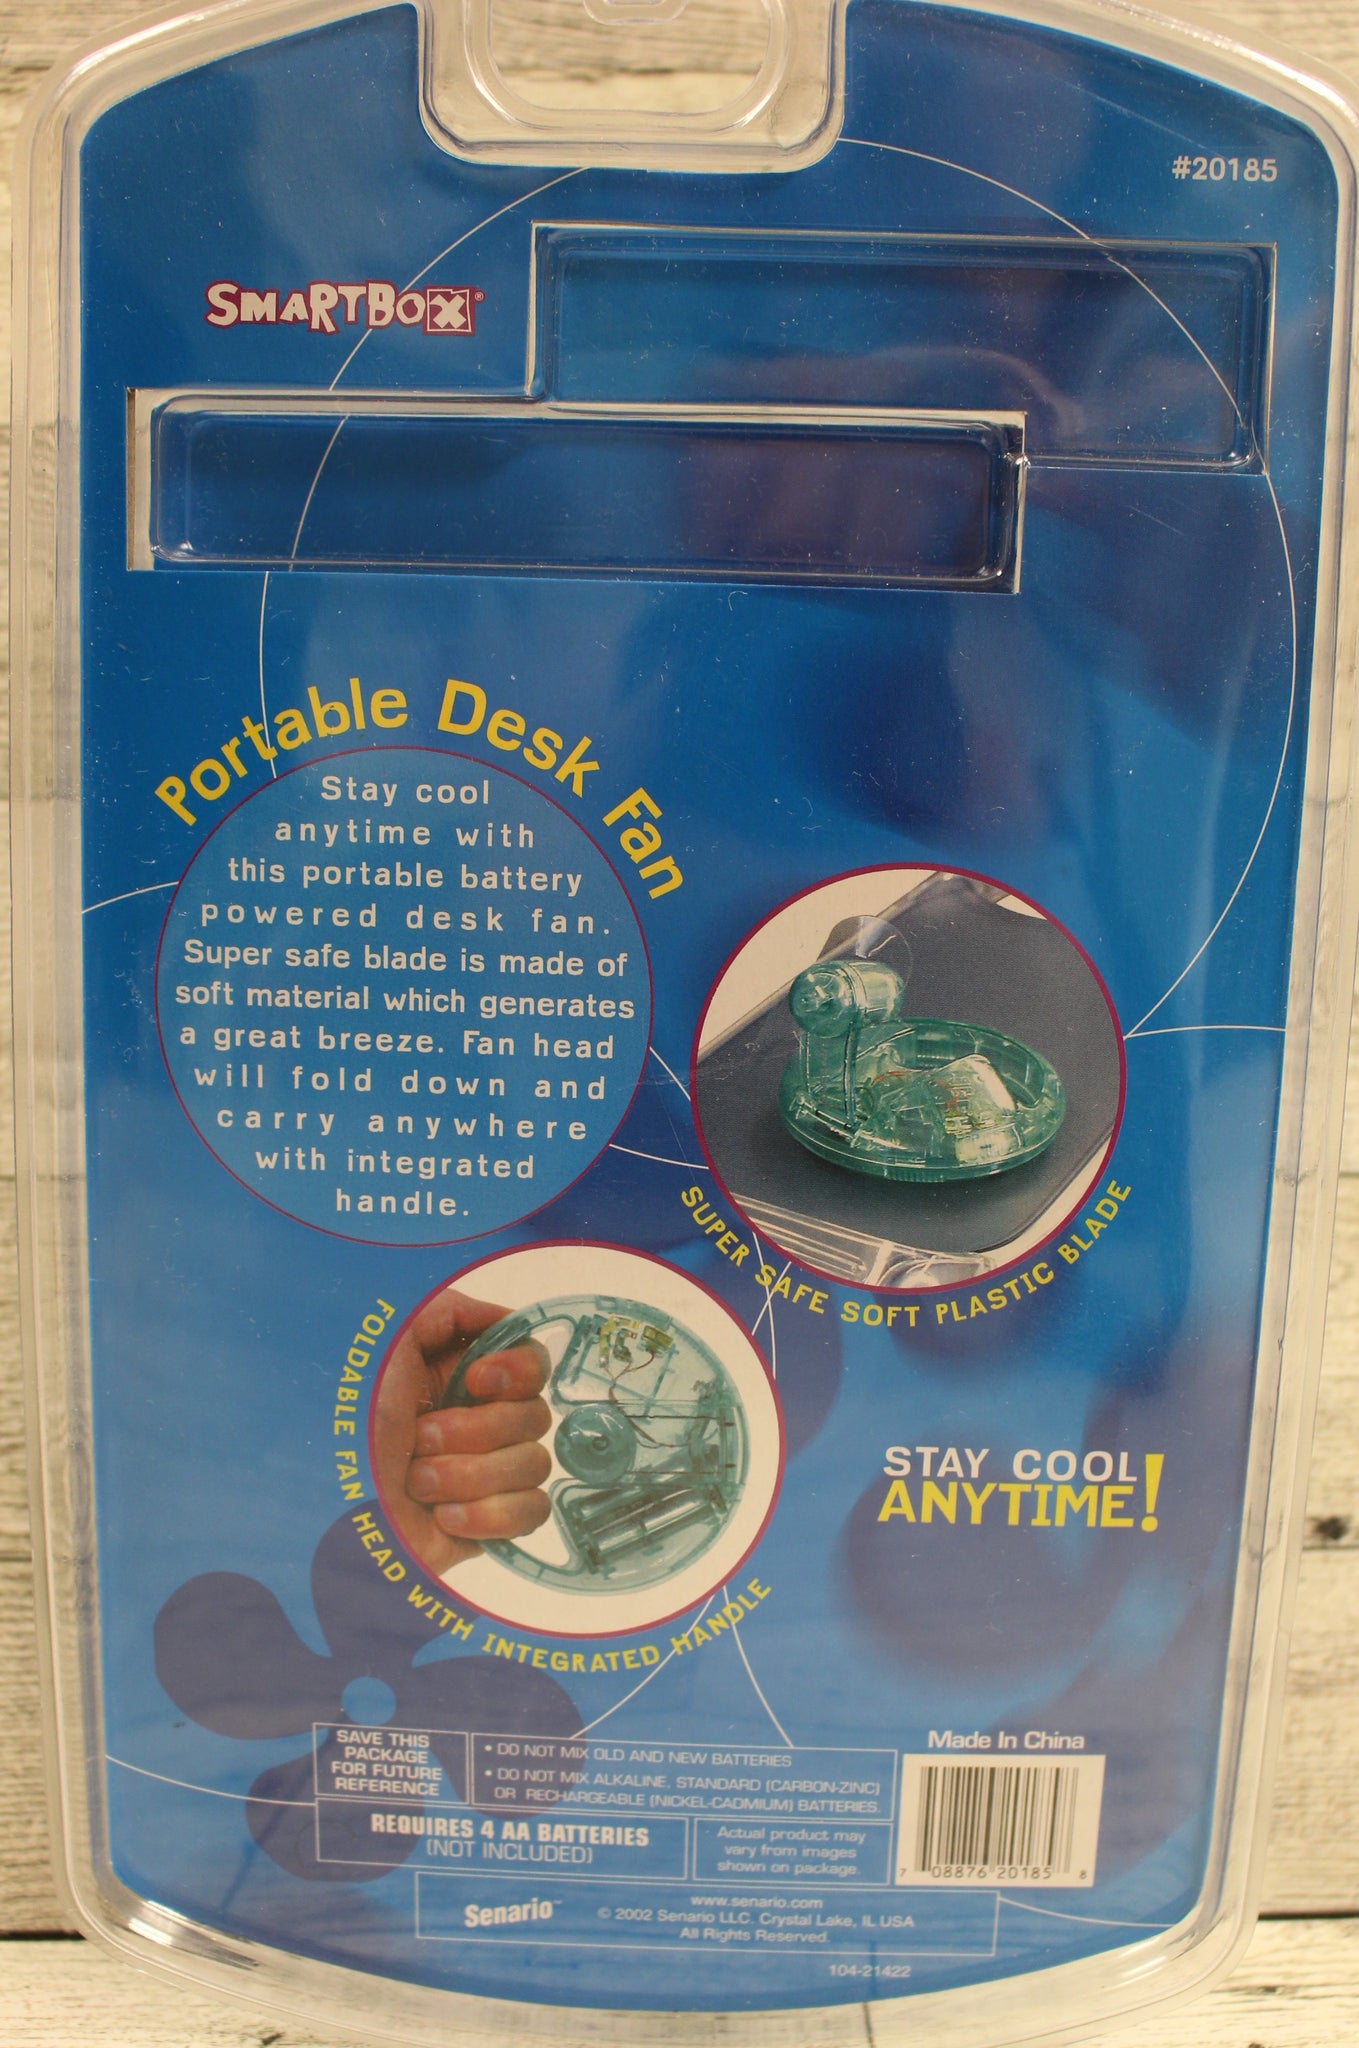 #20185
SMARTBOX®
Portable Desk Fan
Stay cool
anytime with
this portable battery
powered desk fan.
Super safe blade is made of
soft material which generates
a great breeze. Fan head
will fold down and
carry anywhere
with integrated
handle.
SUPER SAFE SOFT PLASTIC BLADE
FOLDABLE FAN HEAD WITH INTEGRATED HANDLE
STAY COOL
ANYTIME!
SAVE THIS
PACKAGE
FOR FUTURE
REFERENCE
• DO NOT MIX OLD AND NEW BATTERIES
• DO NOT MIX ALKALINE, STANDARD (CARBON-ZINC)
OR RECHARGEABLE (NICKEL-CADMIUM) BATTERIES.
REQUIRES 4 AA BATTERIES
(NOT INCLUDED)
Actual product may
vary from images
shown on package.
Made In China
7 08876 20185 8
Senario™
www.senario.com
© 2002 Senario LLC. Crystal Lake, IL USA
All Rights Reserved.
104-21422